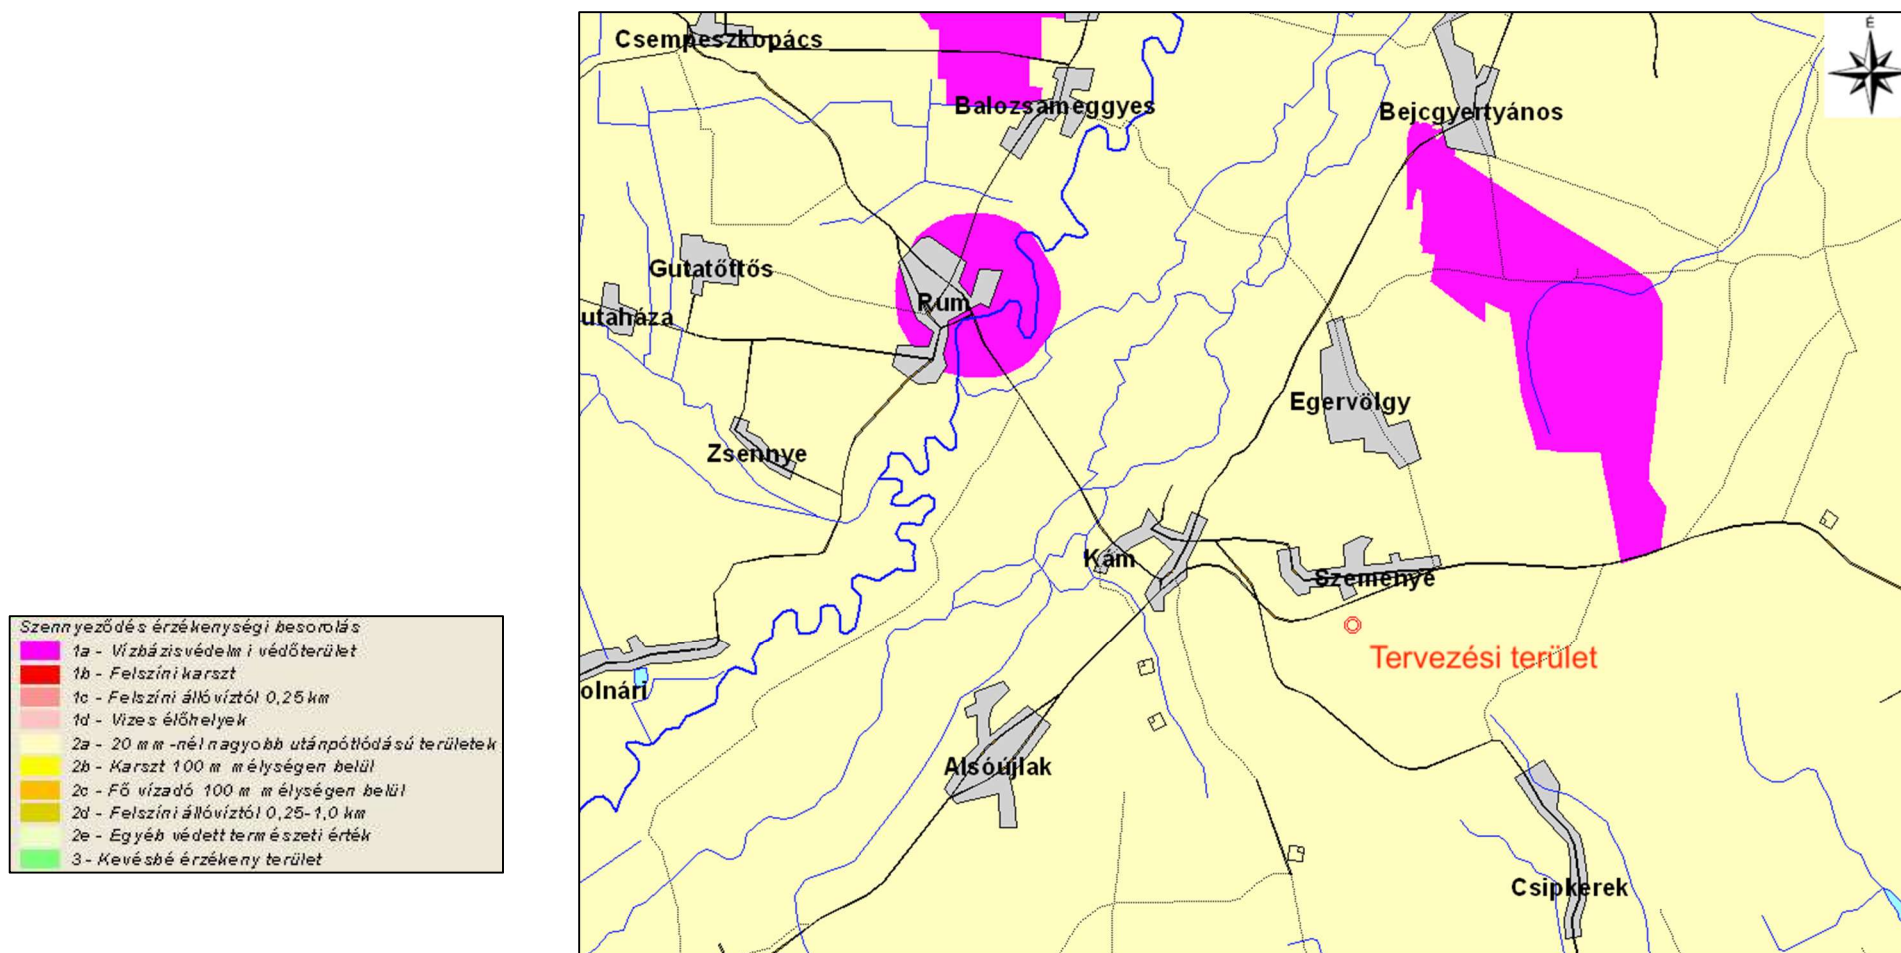 É
Csempeszkopács
Balozsameggyes
Bejcgyertyános
Gutatőttős
Rum
utaháza
Egervölgy
Zsennye
Kám
Szemenye
Tervezési terület
olnári
Alsóújlak
Csipkerek
Szennyeződés érzékenységi besorolás
1a - Vízbázisvédelmi védőterület
1b - Felszíni karszt
1c - Felszíni állóvíztól 0,25 km
1d - Vizes élőhelyek
2a - 20 mm-nél nagyobb utánpótlódású területek
2b - Karszt 100 m mélységen belül
2c - Fő vízadó 100 m mélységen belül
2d - Felszíni állóvíztól 0,25-1,0 km
2e - Egyéb védett természeti érték
3 - Kevésbé érzékeny terület